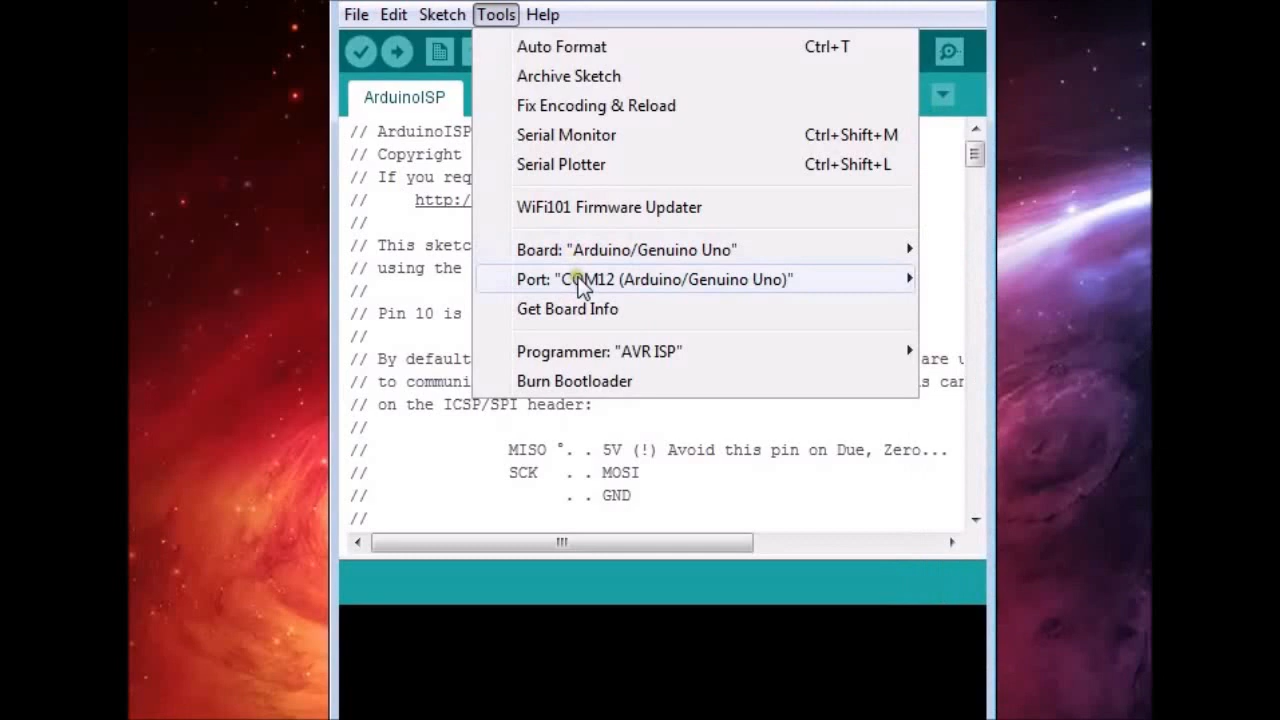 File Edit Sketch Tools Help
Auto Format Ctrl+T
Archive Sketch
Fix Encoding & Reload
Serial Monitor Ctrl+Shift+M
Serial Plotter Ctrl+Shift+L
WiFi101 Firmware Updater
Board: "Arduino/Genuino Uno"
Port: "COM12 (Arduino/Genuino Uno)"
Get Board Info
Programmer: "AVR ISP"
Burn Bootloader
ArduinoISP
// ArduinoISP
// Copyright
// If you req
// http:/
//
// This sketc
// using the
//
// Pin 10 is
//
// By default are u
// to communi s can
// on the ICSP/SPI header:
//
// MISO °. . 5V (!) Avoid this pin on Due, Zero...
// SCK . . MOSI
// . . GND
//